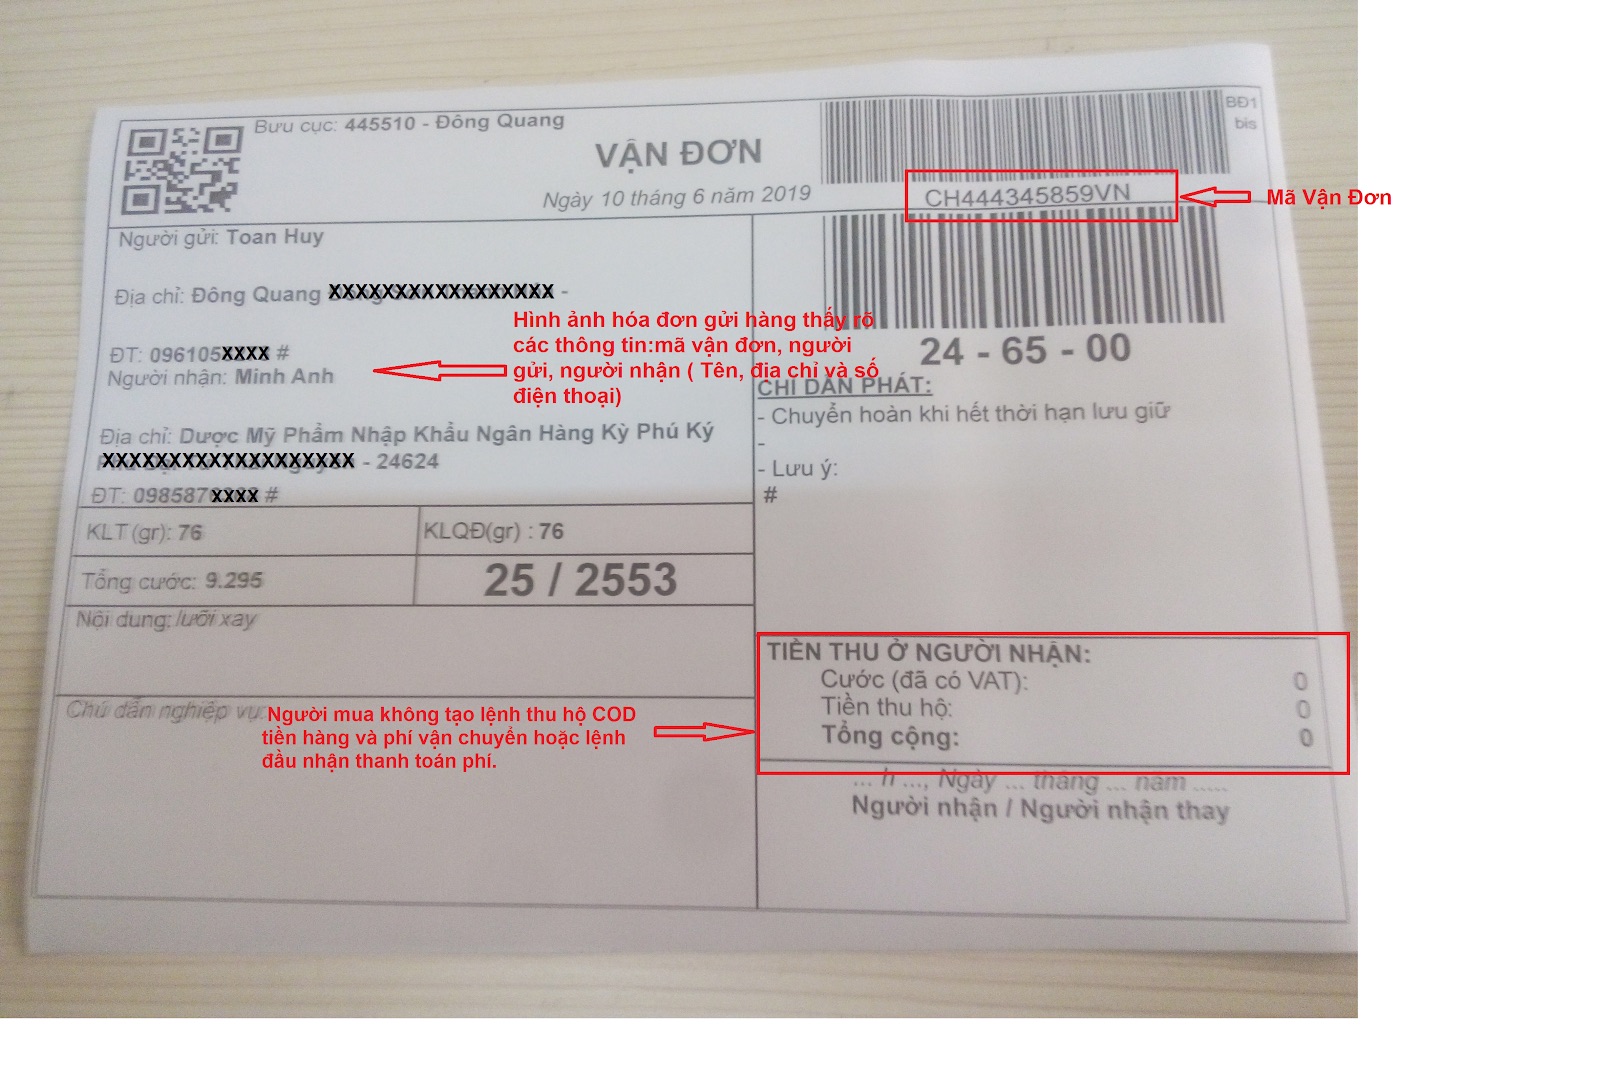 Bưu cục: 445510 - Đông Quang
VẬN ĐƠN
Ngày 10 tháng 6 năm 2019
BĐ1
bis
CH444345859VN
Mã Vận Đơn
Người gửi: Toan Huy
Địa chỉ: Đông Quang XXXXXXXXXXXXXXXXX -
ĐT: 096105XXXX #
Người nhận: Minh Anh
Địa chỉ: Dược Mỹ Phẩm Nhập Khẩu Ngân Hàng Kỳ Phú Ký
XXXXXXXXXXXXXXXXXXX - 24624
ĐT: 098587XXXX #
Hình ảnh hóa đơn gửi hàng thấy rõ
các thông tin:mã vận đơn, người
gửi, người nhận ( Tên, địa chỉ và số
điện thoại)
24 - 65 - 00
CHỈ DẪN PHÁT:
- Chuyển hoàn khi hết thời hạn lưu giữ
-
- Lưu ý:
#
KLT(gr): 76
KLQĐ(gr) : 76
Tổng cước: 9.295
25 / 2553
Nội dung: lưỡi xay
Chú dẫn nghiệp vụ:
Người mua không tạo lệnh thu hộ COD
tiền hàng và phí vận chuyển hoặc lệnh
đầu nhận thanh toán phí.
TIỀN THU Ở NGƯỜI NHẬN:
Cước (đã có VAT): 0
Tiền thu hộ: 0
Tổng cộng: 0
... h ..., Ngày ... tháng ... năm .....
Người nhận / Người nhận thay